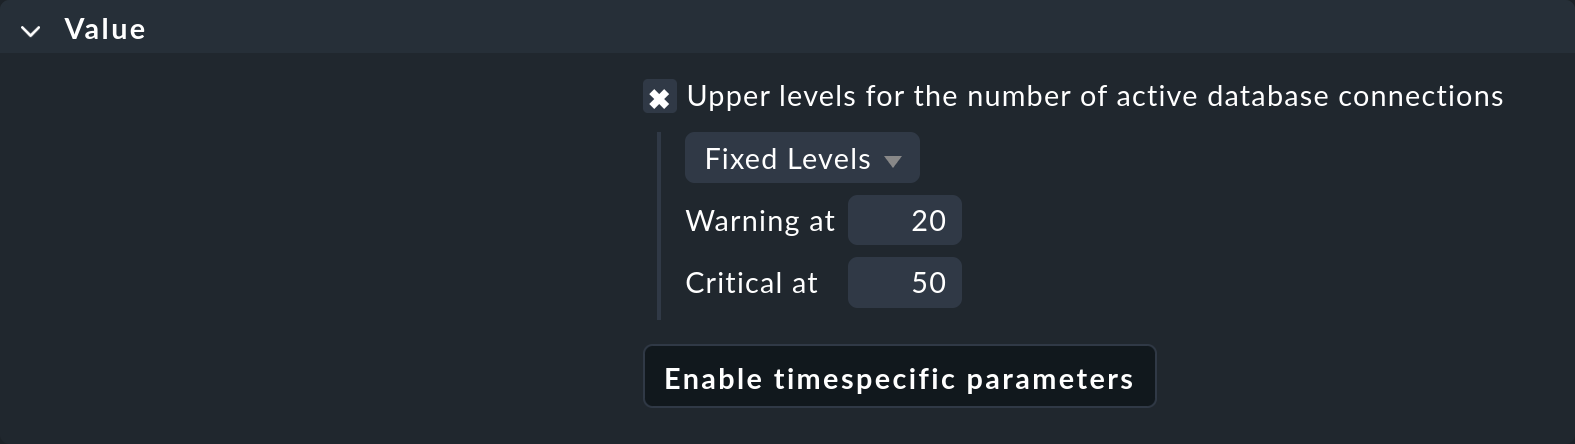 Value
Upper levels for the number of active database connections
Fixed Levels
Warning at 20
Critical at 50
Enable timespecific parameters